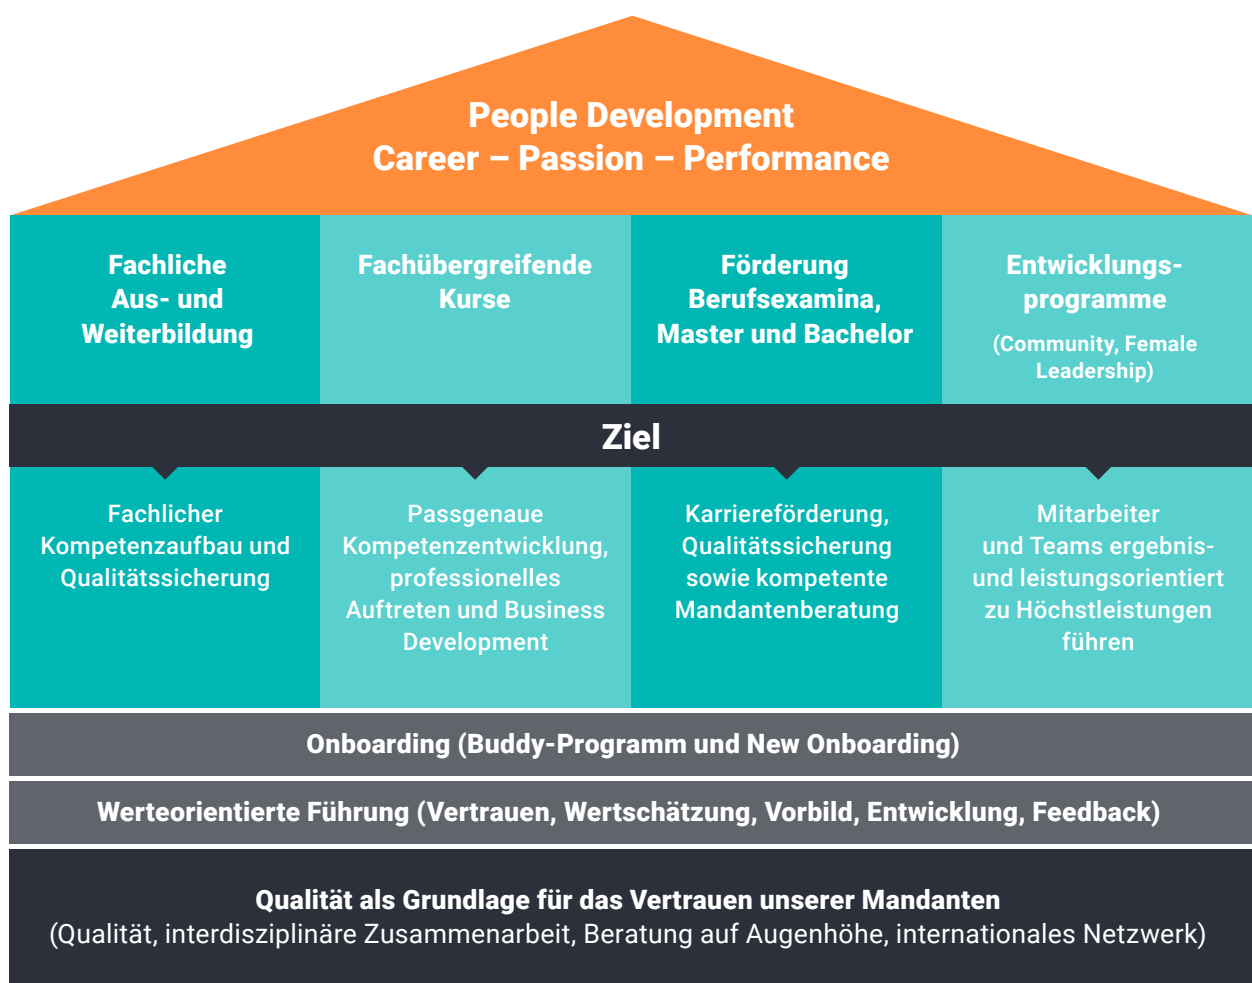 People Development
Career – Passion – Performance
Fachliche
Aus- und
Weiterbildung
Fachübergreifende
Kurse
Förderung
Berufsexamina,
Master und Bachelor
Entwicklungs-
programme
(Community, Female
Leadership)
Ziel
Fachlicher
Kompetenzaufbau und
Qualitätssicherung
Passgenaue
Kompetenzentwicklung,
professionelles
Auftreten und Business
Development
Karriereförderung,
Qualitätssicherung
sowie kompetente
Mandantenberatung
Mitarbeiter
und Teams ergebnis-
und leistungsorientiert
zu Höchstleistungen
führen
Onboarding (Buddy-Programm und New Onboarding)
Werteorientierte Führung (Vertrauen, Wertschätzung, Vorbild, Entwicklung, Feedback)
Qualität als Grundlage für das Vertrauen unserer Mandanten
(Qualität, interdisziplinäre Zusammenarbeit, Beratung auf Augenhöhe, internationales Netzwerk)